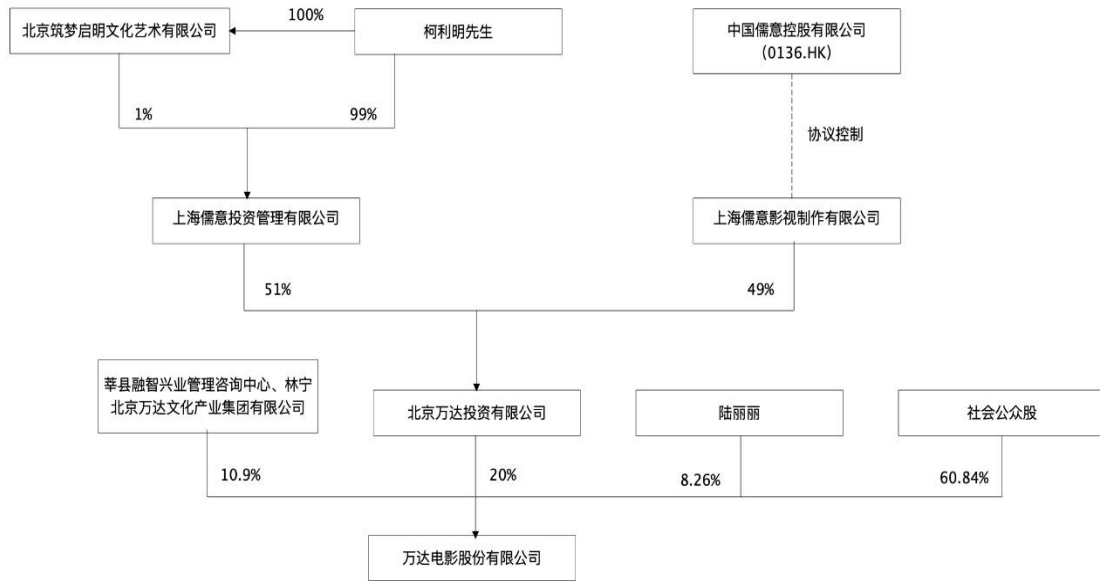 100%
北京筑梦启明文化艺术有限公司
柯利明先生
中国儒意控股有限公司
（0136.HK）
1%
99%
协议控制
上海儒意投资管理有限公司
上海儒意影视制作有限公司
51%
49%
莘县融智兴业管理咨询中心、林宁
北京万达文化产业集团有限公司
北京万达投资有限公司
陆丽丽
社会公众股
10.9%
20%
8.26%
60.84%
万达电影股份有限公司